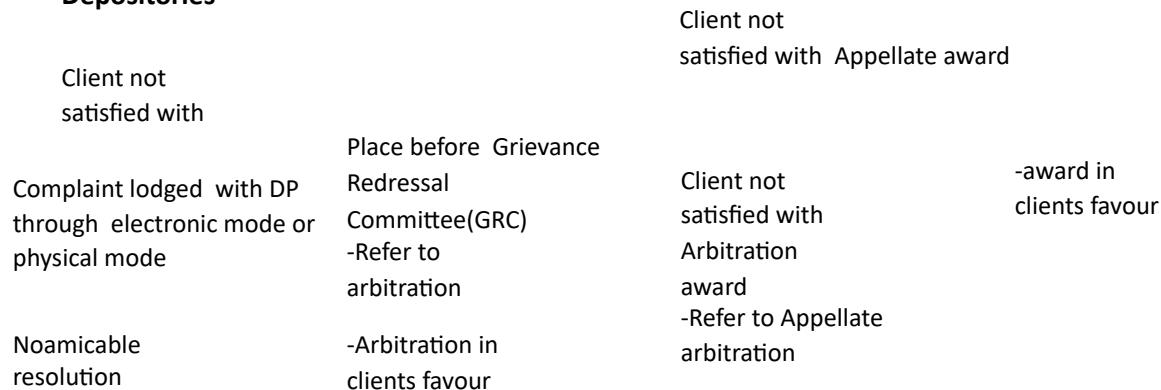 Client not
satisfied with
Complaint lodged with DP
through electronic mode or
physical mode
Noamicable
resolution
Place before Grievance
Redressal
Committee(GRC)
-Refer to
arbitration
-Arbitration in
clients favour
Client not
satisfied with Appellate award
Client not
satisfied with
Arbitration
award
-Refer to Appellate
arbitration
-award in
clients favour